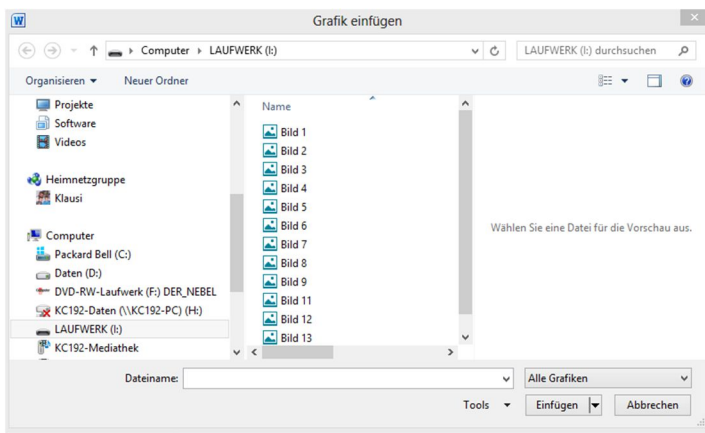 Grafik einfügen
Computer LAUFWERK (I:)
LAUFWERK (I:) durchsuchen
Organisieren Neuer Ordner
Projekte
Software
Videos
Heimnetzgruppe
Klausi
Computer
Packard Bell (C:)
Daten (D:)
DVD-RW-Laufwerk (F:) DER_NEBEL
KC192-Daten (\\KC192-PC) (H:)
LAUFWERK (I:)
KC192-Mediathek
Name
Bild 1
Bild 2
Bild 3
Bild 4
Bild 5
Bild 6
Bild 7
Bild 8
Bild 9
Bild 11
Bild 12
Bild 13
Wählen Sie eine Datei für die Vorschau aus.
Dateiname:
Alle Grafiken
Tools Einfügen Abbrechen